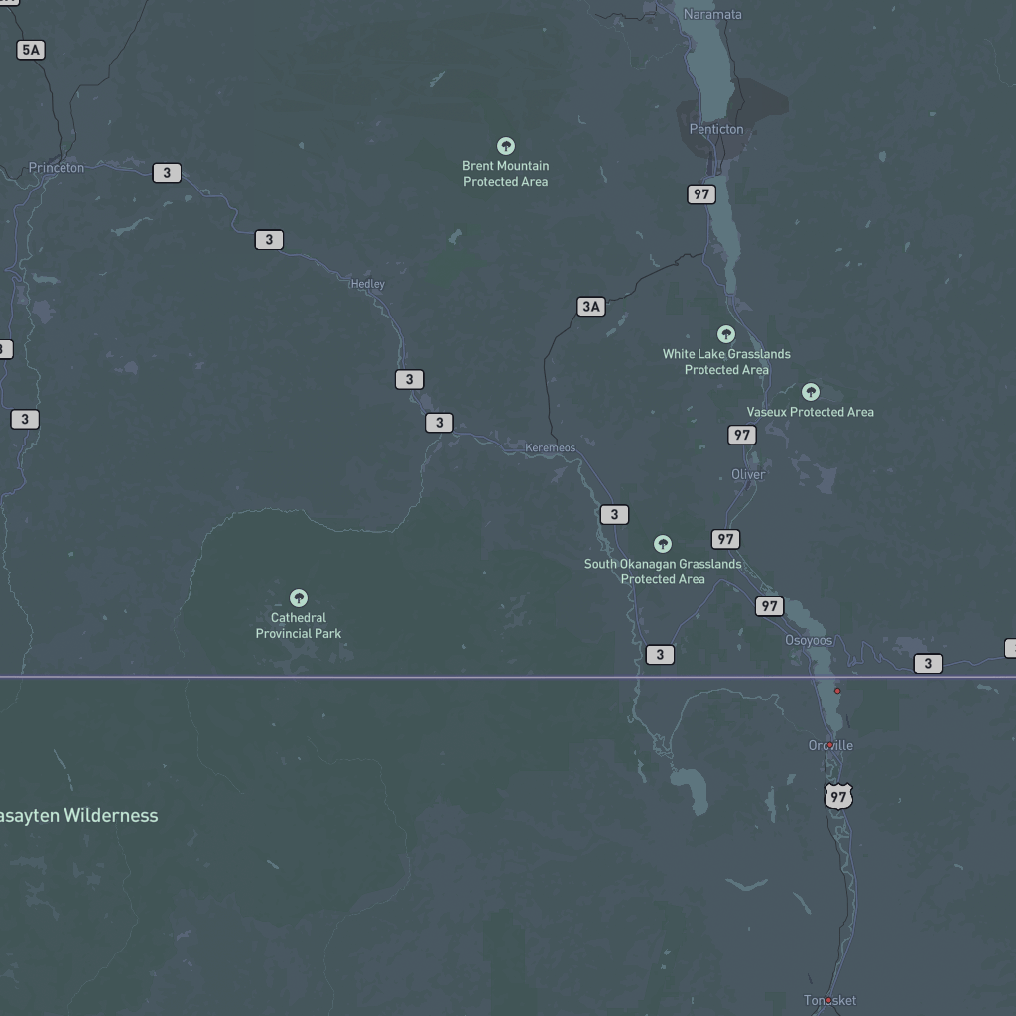 Naramata
5A
Penticton
Brent Mountain
Protected Area
Princeton
3
97
3
Hedley
3A
White Lake Grasslands
Protected Area
3
Vaseux Protected Area
3
3
97
Keremeos
Oliver
3
97
South Okanagan Grasslands
Protected Area
97
Cathedral
Provincial Park
Osoyoos
3
3
Oroville
97
asayten Wilderness
Tonasket